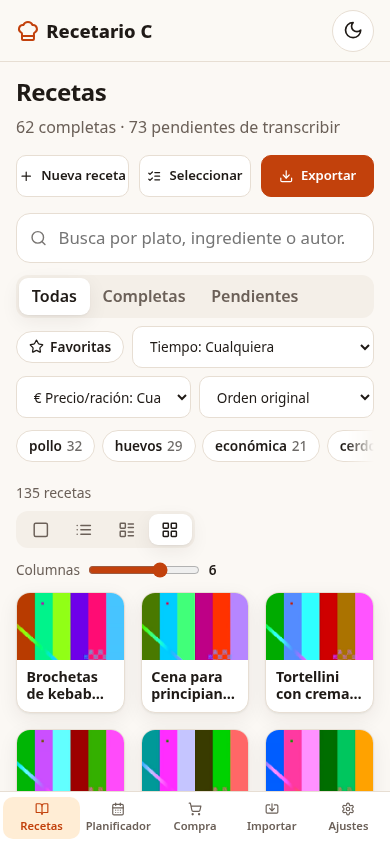 Recetario C
Recetas
62 completas · 73 pendientes de transcribir
Nueva receta
Seleccionar
Exportar
Busca por plato, ingrediente o autor.
Todas
Completas
Pendientes
Favoritas
Tiempo: Cualquiera
€ Precio/ración: Cua
Orden original
pollo 32
huevos 29
económica 21
cerdo
135 recetas
Columnas
6
Brochetas
de kebab...
Cena para
principian...
Tortellini
con crema...
Recetas
Planificador
Compra
Importar
Ajustes